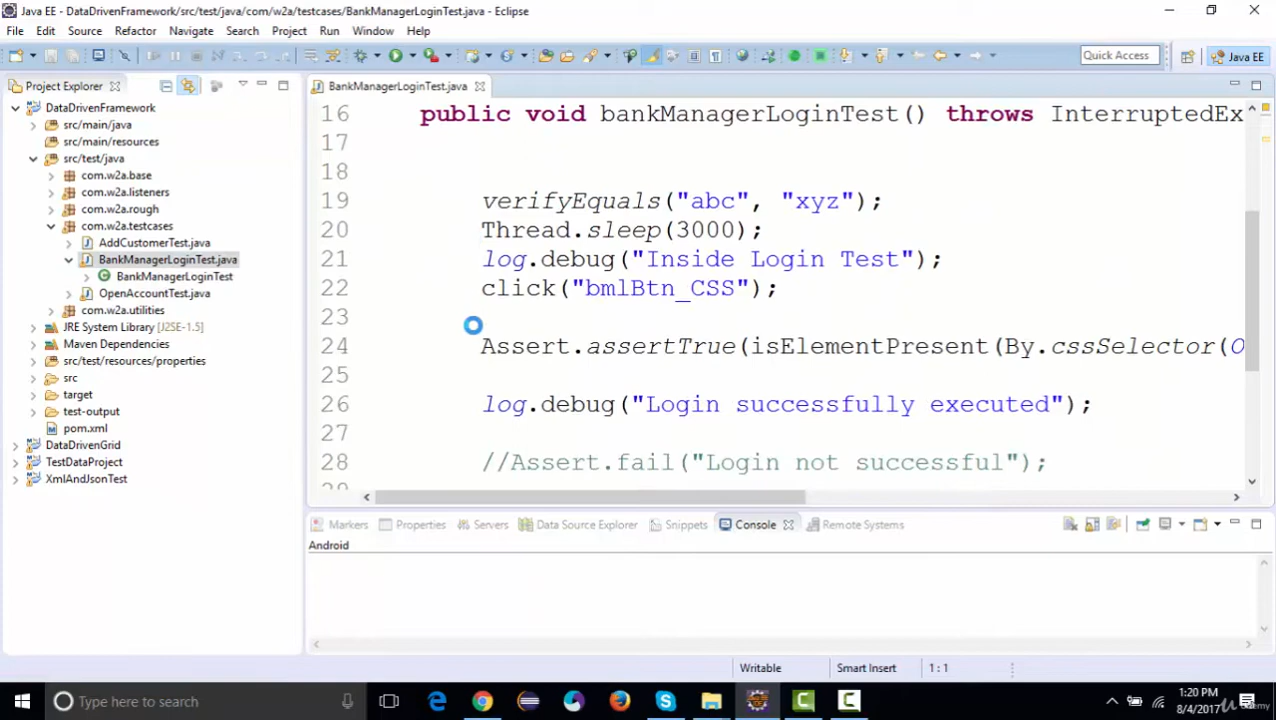 Java EE - DataDrivenFramework/src/test/java/com/w2a/testcases/BankManagerLoginTest.java - Eclipse
File Edit Source Refactor Navigate Search Project Run Window Help
Quick Access
Java EE
Project Explorer
DataDrivenFramework
src/main/java
src/main/resources
src/test/java
com.w2a.base
com.w2a.listeners
com.w2a.rough
com.w2a.testcases
AddCustomerTest.java
BankManagerLoginTest.java
BankManagerLoginTest
OpenAccountTest.java
com.w2a.utilities
JRE System Library [J2SE-1.5]
Maven Dependencies
src/test/resources/properties
src
target
test-output
pom.xml
DataDrivenGrid
TestDataProject
XmlAndJsonTest
BankManagerLoginTest.java
16 public void bankManagerLoginTest() throws InterruptedEx
17
18
19 verifyEquals("abc", "xyz");
20 Thread.sleep(3000);
21 log.debug("Inside Login Test");
22 click("bmlBtn_CSS");
23
24 Assert.assertTrue(isElementPresent(By.cssSelector(O
25
26 log.debug("Login successfully executed");
27
28 //Assert.fail("Login not successful");
29
Markers Properties Servers Data Source Explorer Snippets Console Remote Systems
Android
Writable Smart Insert 1 : 1
Type here to search
1:20 PM
8/4/2017
Udemy